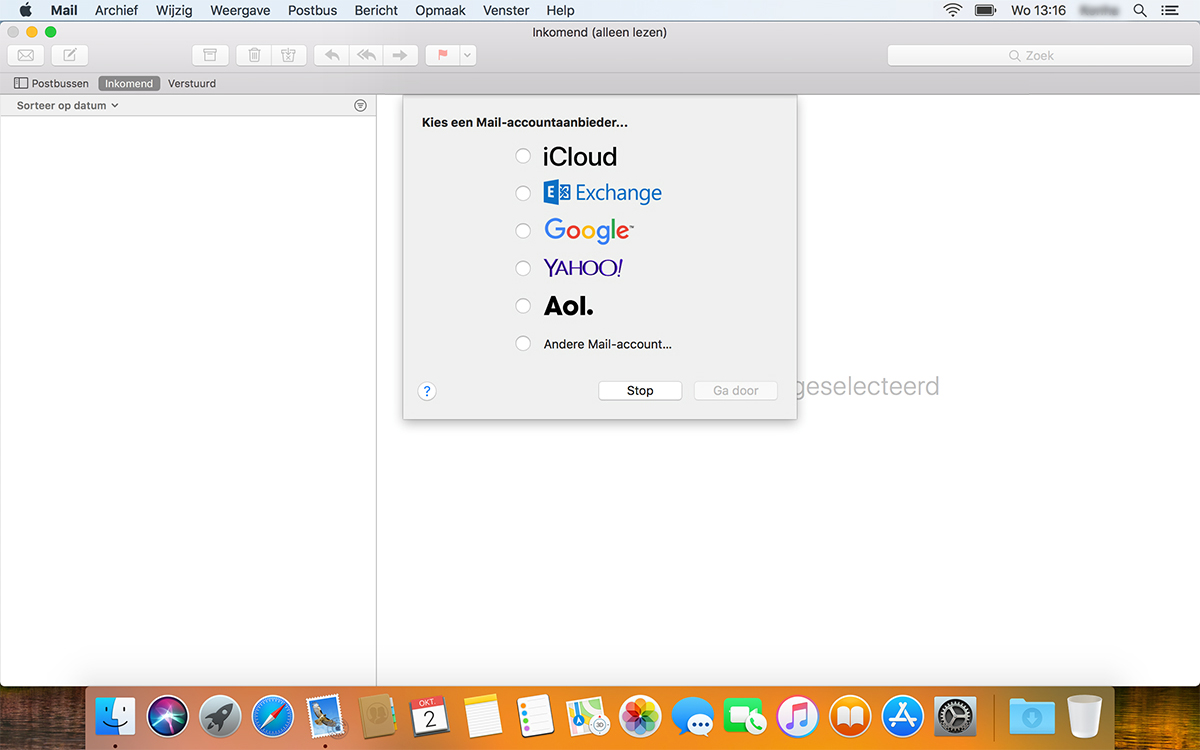 Mail Archief Wijzig Weergave Postbus Bericht Opmaak Venster Help Wo 13:16
Inkomend (alleen lezen)
Zoek
Postbussen Inkomend Verstuurd
Sorteer op datum
Kies een Mail-accountaanbieder...
iCloud
E Exchange
Google™
YAHOO!
Aol.
Andere Mail-account...
geselecteerd
? Stop Ga door
OKT.
2